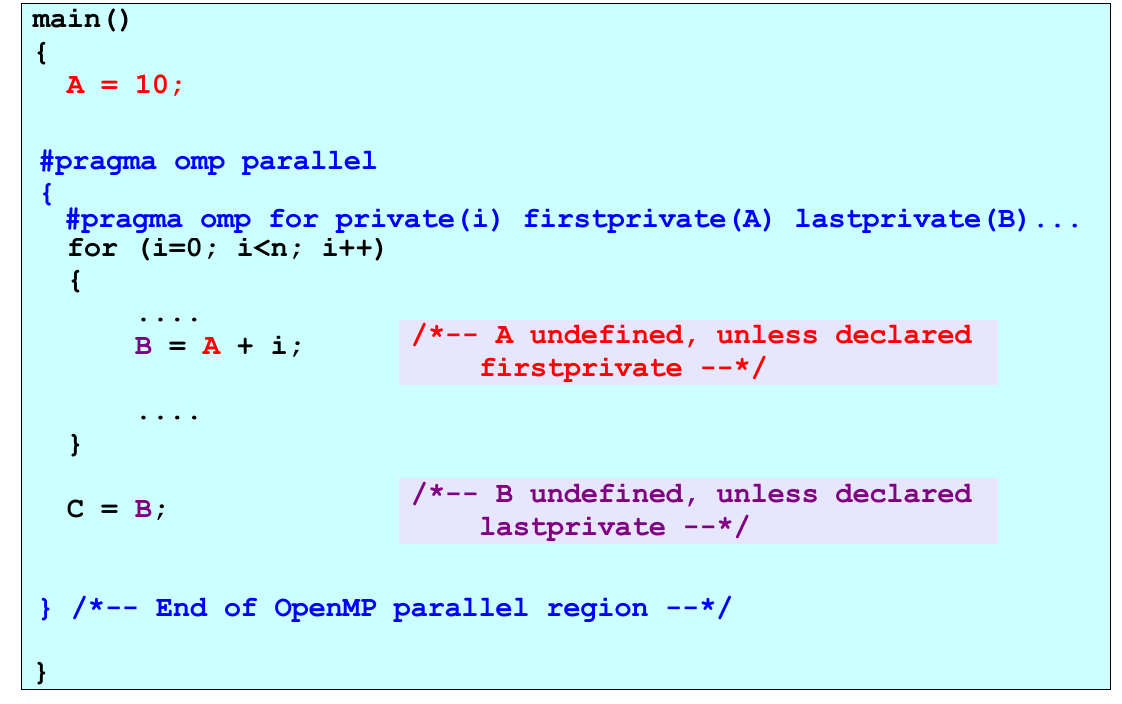 main()
{
A = 10;
#pragma omp parallel
{
#pragma omp for private(i) firstprivate(A) lastprivate(B)...
for (i=0; i<n; i++)
{
....
B = A + i; /*-- A undefined, unless declared
firstprivate --*/
....
}
C = B; /*-- B undefined, unless declared
lastprivate --*/
} /*-- End of OpenMP parallel region --*/
}